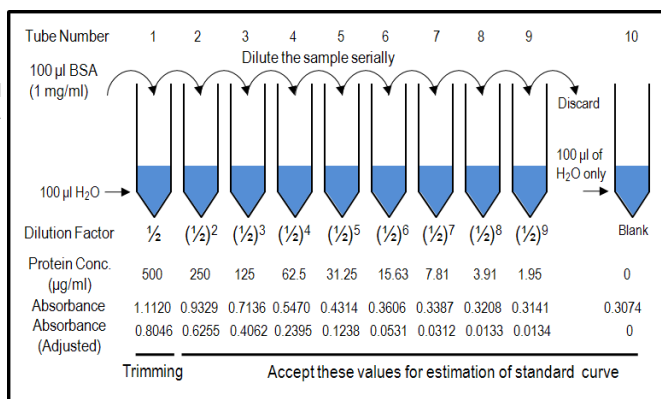 Tube Number 1 2 3 4 5 6 7 8 9 10
Dilute the sample serially
100 µl BSA
(1 mg/ml)
Discard
100 µl of
H₂O only
100 µl H₂O
Dilution Factor ½ (½)² (½)³ (½)⁴ (½)⁵ (½)⁶ (½)⁷ (½)⁸ (½)⁹ Blank
Protein Conc.
(µg/ml) 500 250 125 62.5 31.25 15.63 7.81 3.91 1.95 0
Absorbance 1.1120 0.9329 0.7136 0.5470 0.4314 0.3606 0.3387 0.3208 0.3141 0.3074
Absorbance
(Adjusted) 0.8046 0.6255 0.4062 0.2395 0.1238 0.0531 0.0312 0.0133 0.0134 0
Trimming Accept these values for estimation of standard curve